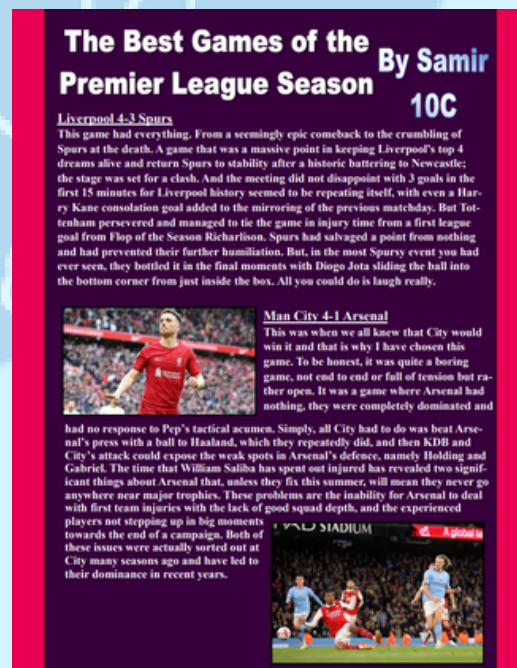 The Best Games of the
Premier League Season
By Samir
10C
Liverpool 4-3 Spurs
This game had everything. From a seemingly epic comeback to the crumbling of
Spurs at the death. A game that was a massive point in keeping Liverpool's top 4
dreams alive and return Spurs to stability after a historic battering to Newcastle;
the stage was set for a clash. And the meeting did not disappoint with 3 goals in the
first 15 minutes for Liverpool history seemed to be repeating itself, with even a Har-
ry Kane consolation goal added to the mirroring of the previous matchday. But Tot-
tenham persevered and managed to tie the game in injury time from a first league
goal from Flop of the Season Richarlison. Spurs had salvaged a point from nothing
and had prevented their further humiliation. But, in the most Spursy event you had
ever seen, they bottled it in the final moments with Diogo Jota sliding the ball into
the bottom corner from just inside the box. All you could do is laugh really.
Man City 4-1 Arsenal
This was when we all knew that City would
win it and that is why I have chosen this
game. To be honest, it was quite a boring
game, not end to end or full of tension but ra-
ther open. It was a game where Arsenal had
nothing, they were completely dominated and
had no response to Pep's tactical acumen. Simply, all City had to do was beat Arse-
nal's press with a ball to Haaland, which they repeatedly did, and then KDB and
City's attack could expose the weak spots in Arsenal's defence, namely Holding and
Gabriel. The time that William Saliba has spent out injured has revealed two signif-
icant things about Arsenal that, unless they fix this summer, will mean they never go
anywhere near major trophies. These problems are the inability for Arsenal to deal
with first team injuries with the lack of good squad depth, and the experienced
players not stepping up in big moments
towards the end of a campaign. Both of
these issues were actually sorted out at
City many seasons ago and have led to
their dominance in recent years.
STADIUM
A global